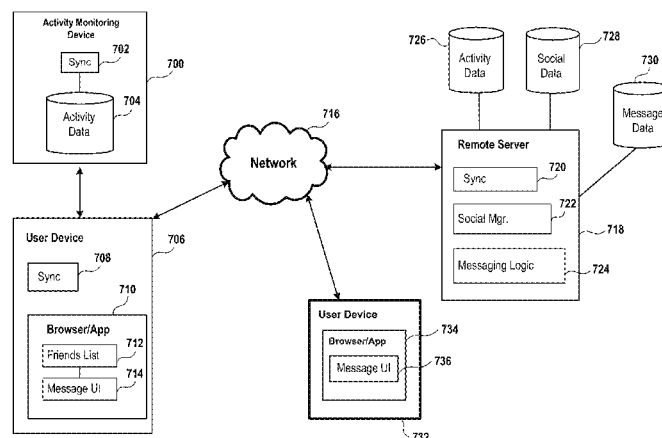 Activity Monitoring
Device
Sync
702
704
Activity
Data
700
716
Network
726
Activity
Data
Social
Data
728
730
Message
Data
Remote Server
Sync
720
Social Mgr.
722
718
Messaging Logic
724
User Device
706
Sync
708
710
Browser/App
Friends List
712
Message UI
714
User Device
Browser/App
734
736
Message UI
732